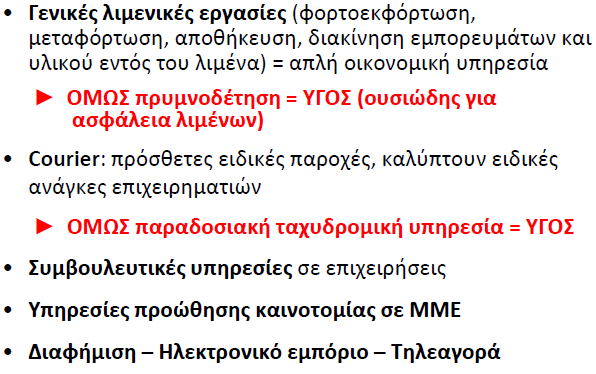 • Γενικές λιμενικές εργασίες (φορτοεκφόρτωση,
μεταφόρτωση, αποθήκευση, διακίνηση εμπορευμάτων και
υλικού εντός του λιμένα) = απλή οικονομική υπηρεσία
► ΟΜΩΣ πρυμνοδέτηση = ΥΓΟΣ (ουσιώδης για
ασφάλεια λιμένων)
• Courier: πρόσθετες ειδικές παροχές, καλύπτουν ειδικές
ανάγκες επιχειρηματιών
► ΟΜΩΣ παραδοσιακή ταχυδρομική υπηρεσία = ΥΓΟΣ
• Συμβουλευτικές υπηρεσίες σε επιχειρήσεις
• Υπηρεσίες προώθησης καινοτομίας σε ΜΜΕ
• Διαφήμιση – Ηλεκτρονικό εμπόριο – Τηλεαγορά